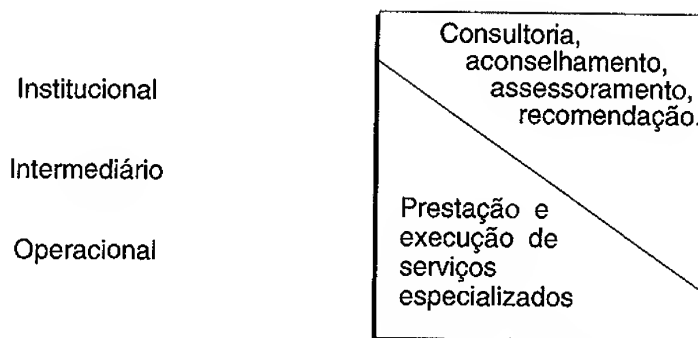 Institucional
Intermediário
Operacional
Consultoria,
aconselhamento,
assessoramento,
recomendação.
Prestação e
execução de
serviços
especializados